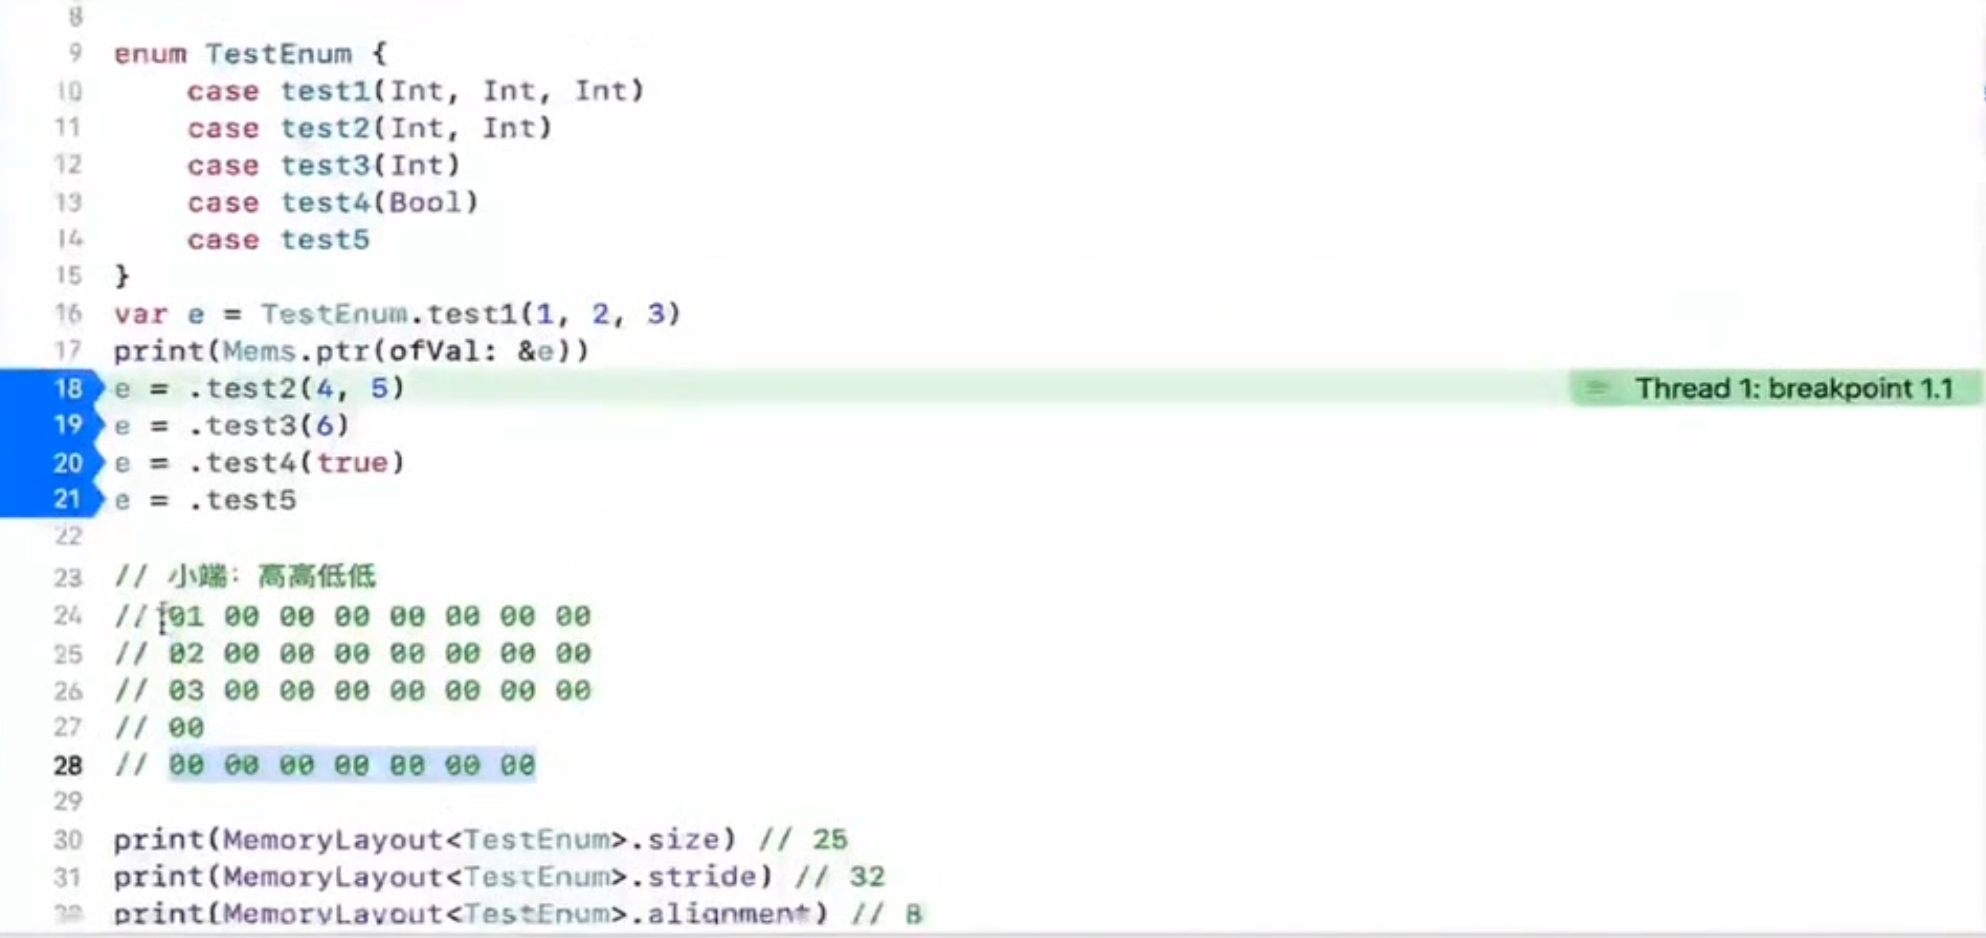 8
9 enum TestEnum {
10 case test1(Int, Int, Int)
11 case test2(Int, Int)
12 case test3(Int)
13 case test4(Bool)
14 case test5
15 }
16 var e = TestEnum.test1(1, 2, 3)
17 print(Mems.ptr(ofVal: &e))
18 e = .test2(4, 5) Thread 1: breakpoint 1.1
19 e = .test3(6)
20 e = .test4(true)
21 e = .test5
22
23 // 小端：高高低低
24 // 01 00 00 00 00 00 00 00
25 // 02 00 00 00 00 00 00 00
26 // 03 00 00 00 00 00 00 00
27 // 00
28 // 00 00 00 00 00 00 00
29
30 print(MemoryLayout<TestEnum>.size) // 25
31 print(MemoryLayout<TestEnum>.stride) // 32
32 print(MemoryLayout<TestEnum>.alignment) // 8